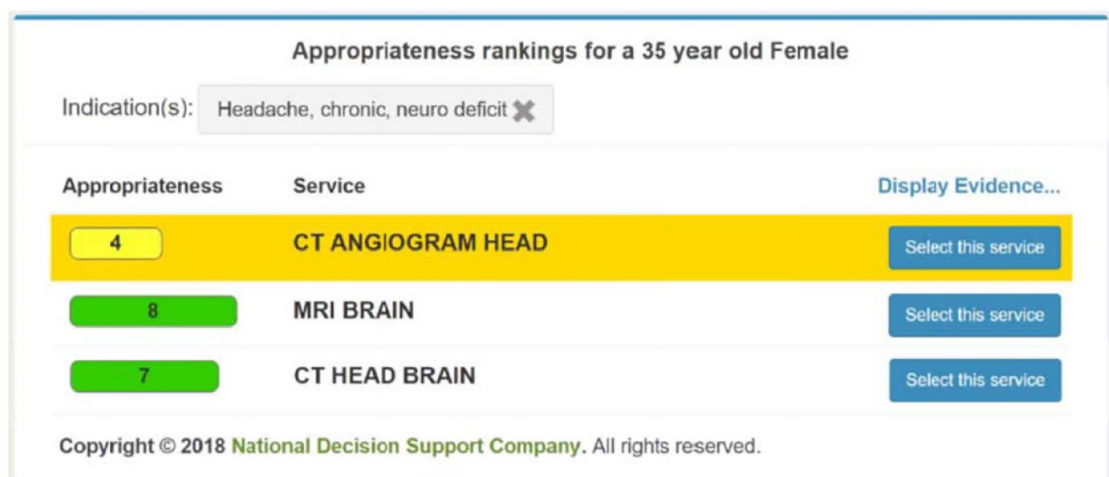 Appropriateness rankings for a 35 year old Female
Indication(s): Headache, chronic, neuro deficit
Appropriateness Service Display Evidence...
4 CT ANGIOGRAM HEAD Select this service
8 MRI BRAIN Select this service
7 CT HEAD BRAIN Select this service
Copyright © 2018 National Decision Support Company. All rights reserved.